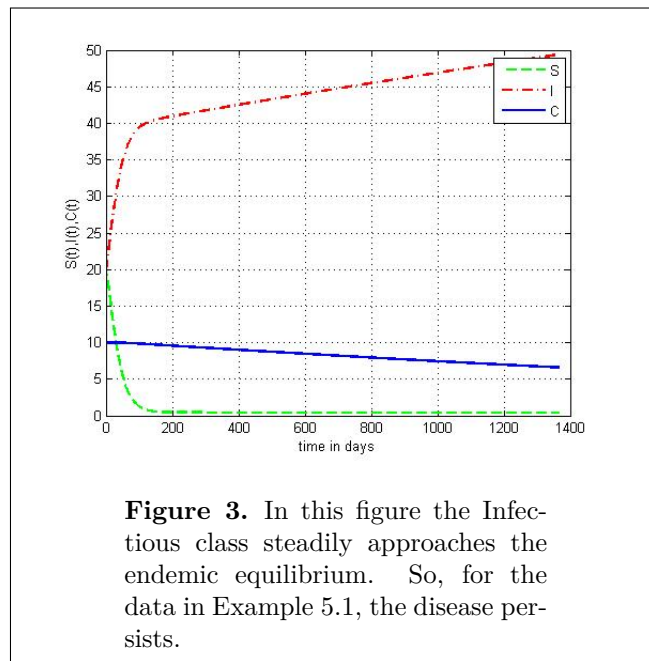 50
45
40
35
30
25
20
15
10
5
0
S(t),I(t),C(t)
S
I
C
0 200 400 600 800 1000 1200 1400
time in days
Figure 3. In this figure the Infec-
tious class steadily approaches the
endemic equilibrium. So, for the
data in Example 5.1, the disease per-
sists.